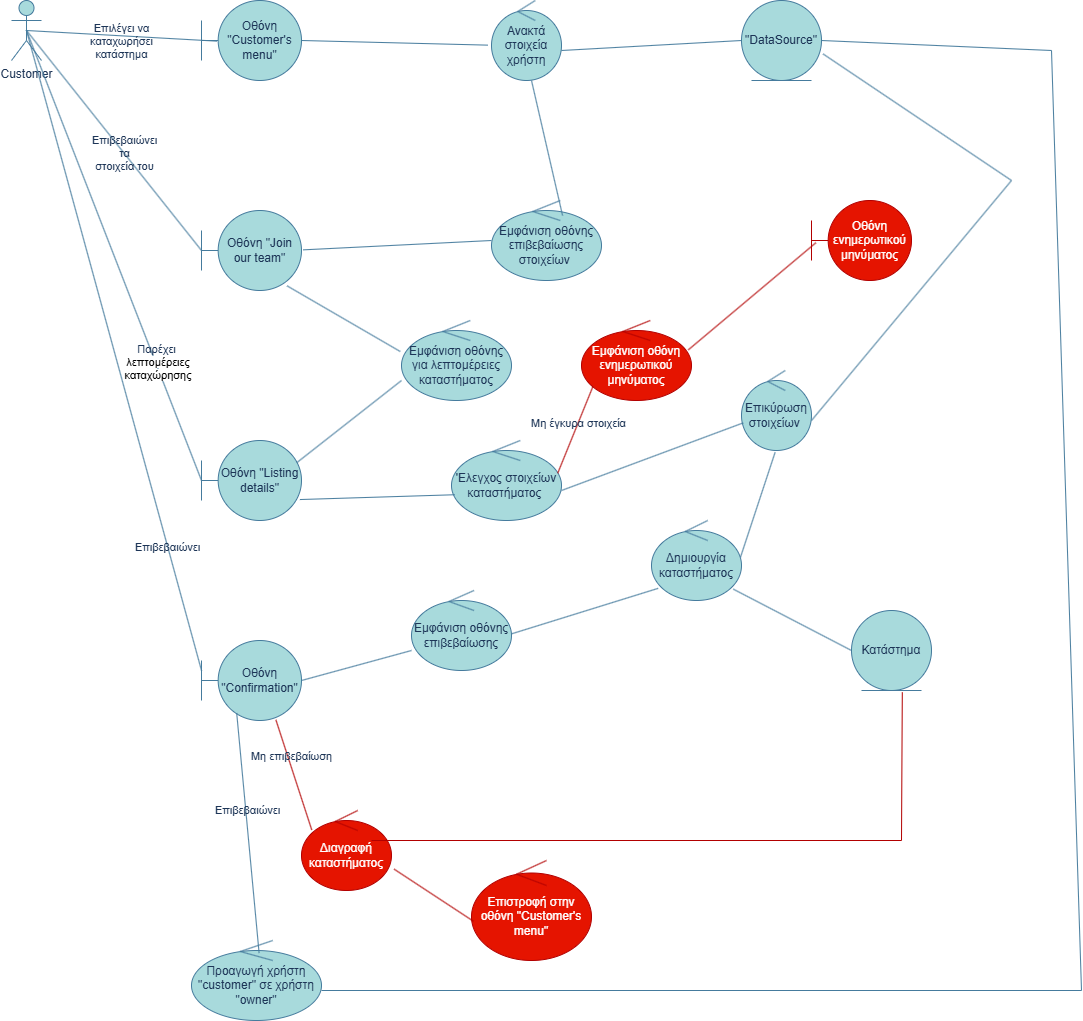 Customer
Επιλέγει να
καταχωρήσει
κατάστημα
Οθόνη
"Customer's
menu"
Ανακτά
στοιχεία
χρήστη
"DataSource"
Επιβεβαιώνει
τα
στοιχεία του
Οθόνη "Join
our team"
Εμφάνιση οθόνης
επιβεβαίωσης
στοιχείων
Οθόνη
ενημερωτικού
μηνύματος
Παρέχει
λεπτομέρειες
καταχώρησης
Εμφάνιση οθόνης
για λεπτομέρειες
καταστήματος
Εμφάνιση οθόνη
ενημερωτικού
μηνύματος
Μη έγκυρα στοιχεία
Επικύρωση
στοιχείων
Οθόνη "Listing
details"
Έλεγχος στοιχείων
καταστήματος
Επιβεβαιώνει
Δημιουργία
καταστήματος
Εμφάνιση οθόνης
επιβεβαίωσης
Κατάστημα
Οθόνη
"Confirmation"
Μη επιβεβαίωση
Επιβεβαιώνει
Διαγραφή
καταστήματος
Επιστροφή στην
οθόνη "Customer's
menu"
Προαγωγή χρήστη
"customer" σε χρήστη
"owner"